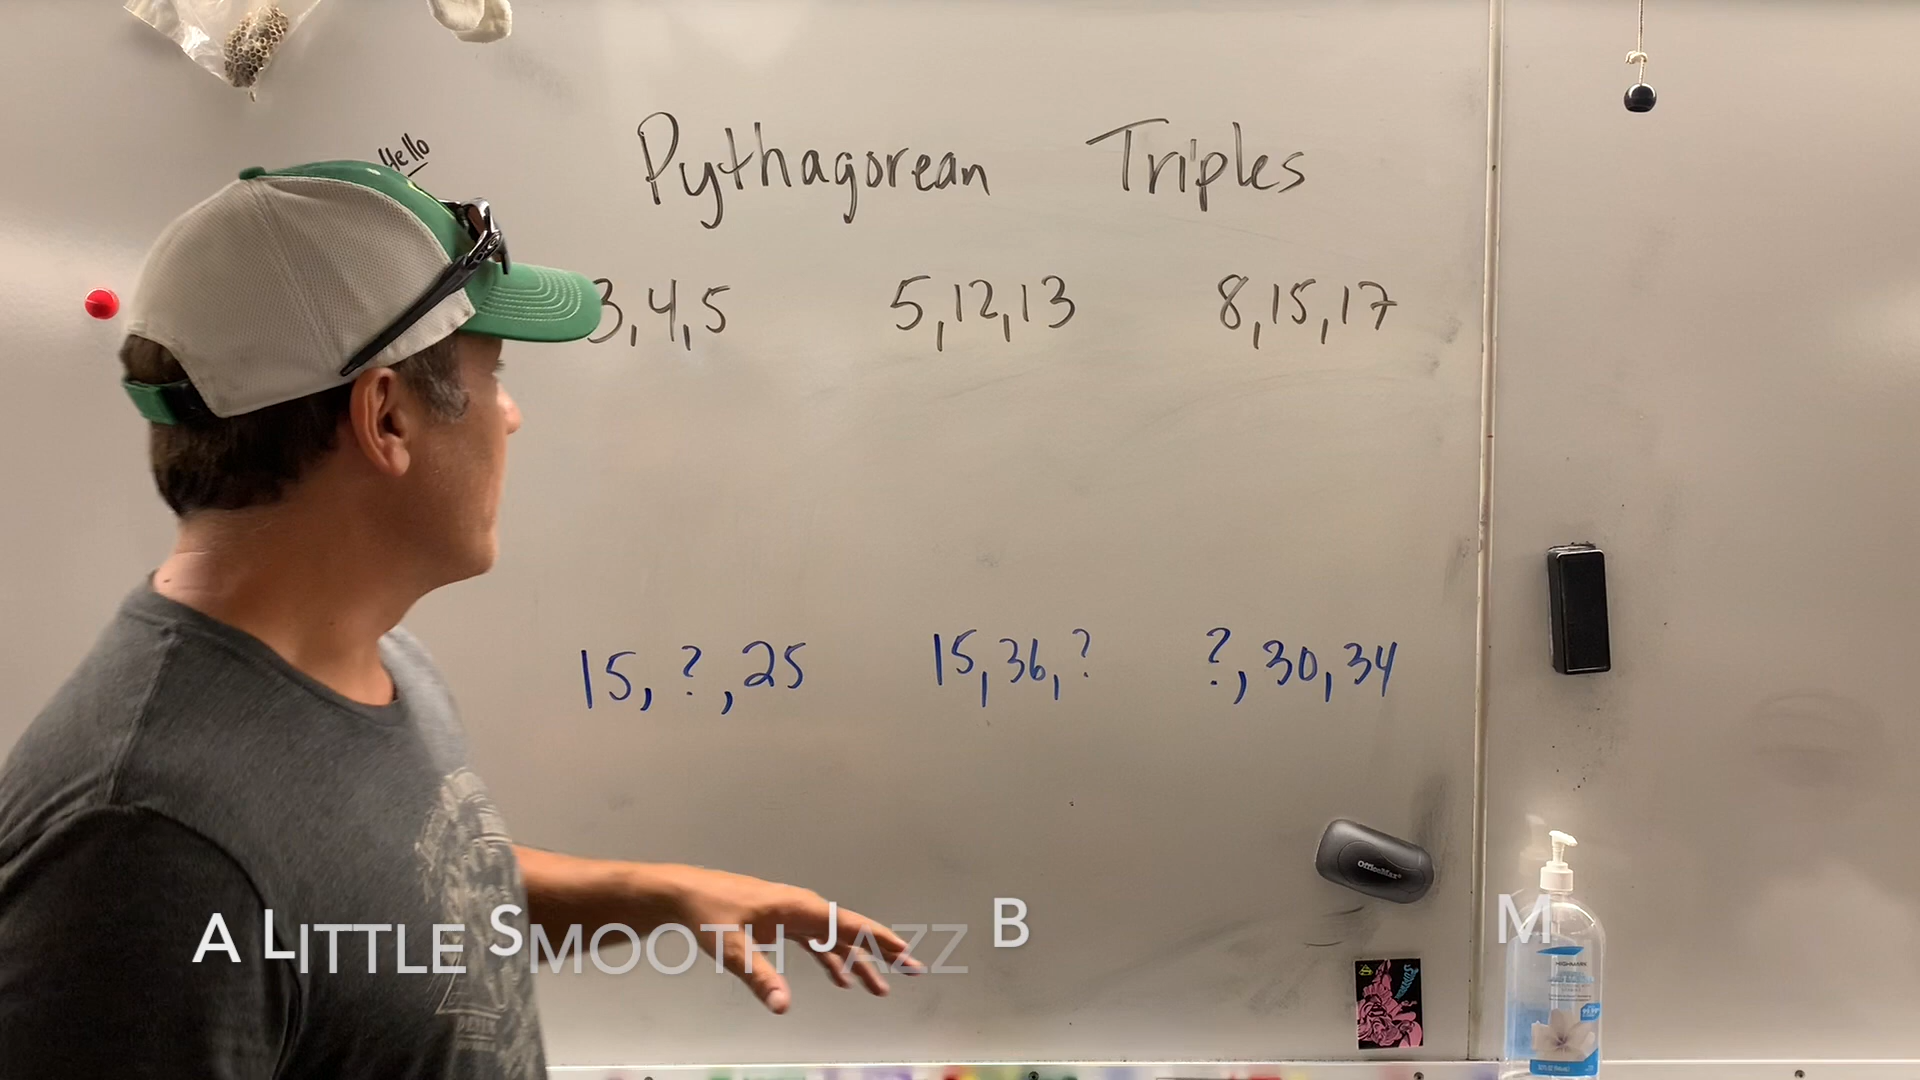 Hello
Pythagorean Triples
3,4,5 5,12,13 8,15,17
15, ?, 25 15,36,? ?,30,34
OfficeMax
A LITTLE SMOOTH JAZZ B M